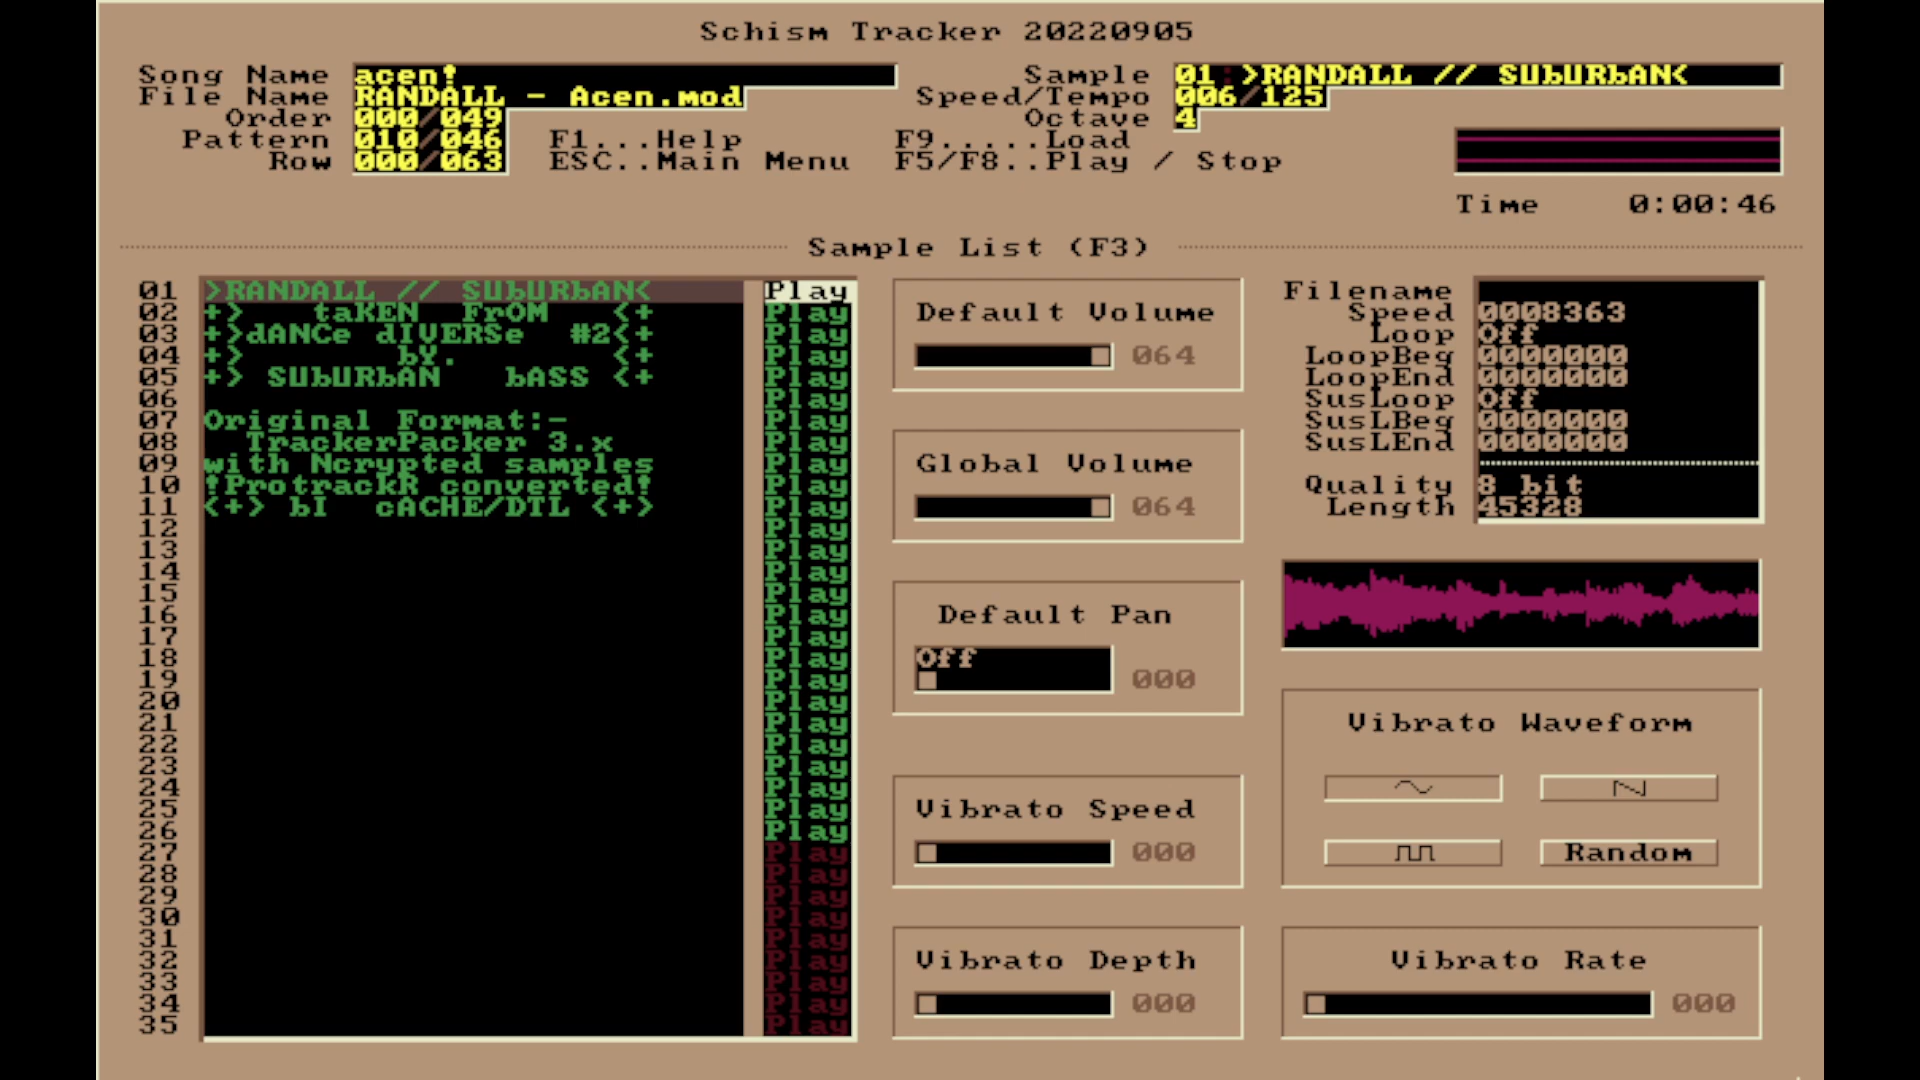 Schism Tracker 20220905
Song Name acen! Sample 01:>RANDALL // SUbURbAN<
File Name RANDALL - Acen.mod Speed/Tempo 006/125
Order 000/049 Octave 4
Pattern 010/046 F1...Help F9.....Load
Row 000/063 ESC..Main Menu F5/F8..Play / Stop
Time 0:00:46
Sample List (F3)
01 >RANDALL // SUbURbAN< Play
02 +> taKEN FrOM <+ Play
03 +>dANCe dIVERSe #2<+ Play
04 +> bY. <+ Play
05 +> SUbURbAN bASS <+ Play
06 Play
07 Original Format:- Play
08 TrackerPacker 3.x Play
09 with Ncrypted samples Play
10 !ProtrackR converted! Play
11 <+> bI cACHE/DTL <+> Play
12 Play
13 Play
14 Play
15 Play
16 Play
17 Play
18 Play
19 Play
20 Play
21 Play
22 Play
23 Play
24 Play
25 Play
26 Play
27 Play
28 Play
29 Play
30 Play
31 Play
32 Play
33 Play
34 Play
35 Play
Default Volume
064
Global Volume
064
Default Pan
Off
000
Vibrato Speed
000
Vibrato Depth
000
Filename
Speed 0008363
Loop Off
LoopBeg 0000000
LoopEnd 0000000
SusLoop Off
SusLBeg 0000000
SusLEnd 0000000
Quality 8 bit
Length 45328
Vibrato Waveform
Random
Vibrato Rate
000